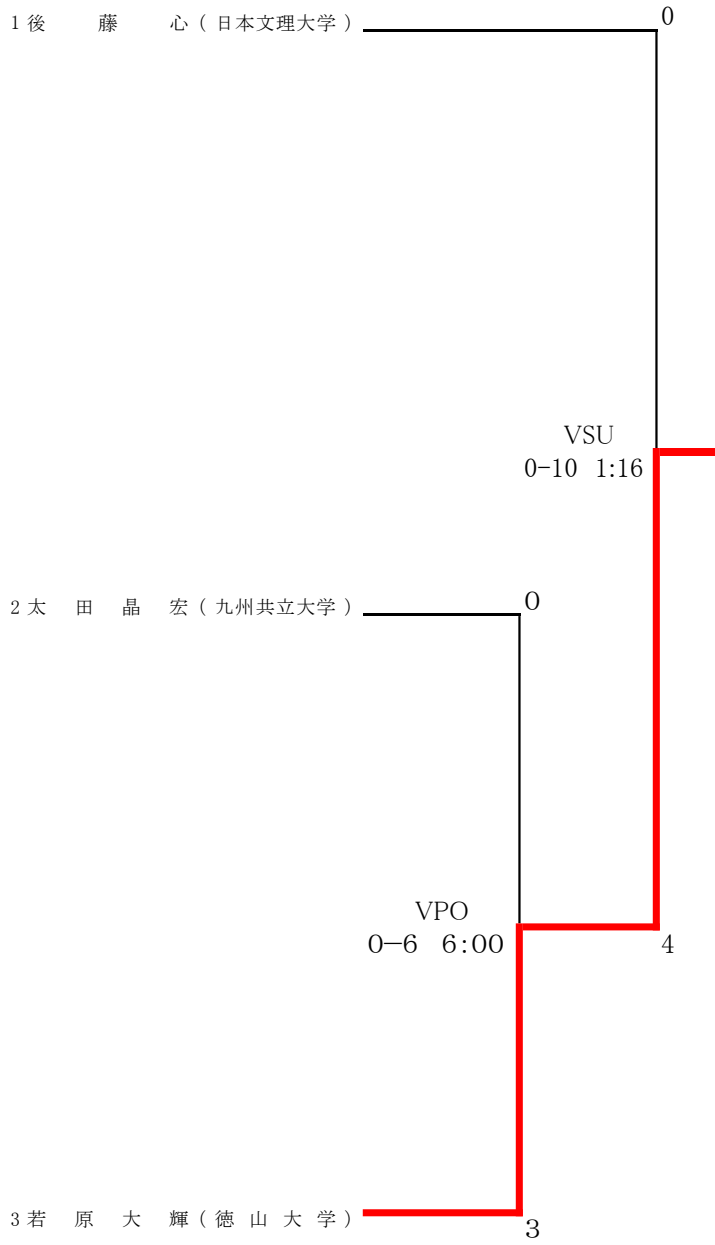 1 後 藤 心 ( 日本文理大学 )
0
VSU
0-10 1:16
2 太 田 晶 宏 ( 九州共立大学 )
0
VPO
0-6 6:00
4
3 若 原 大 輝 ( 徳 山 大 学 )
3